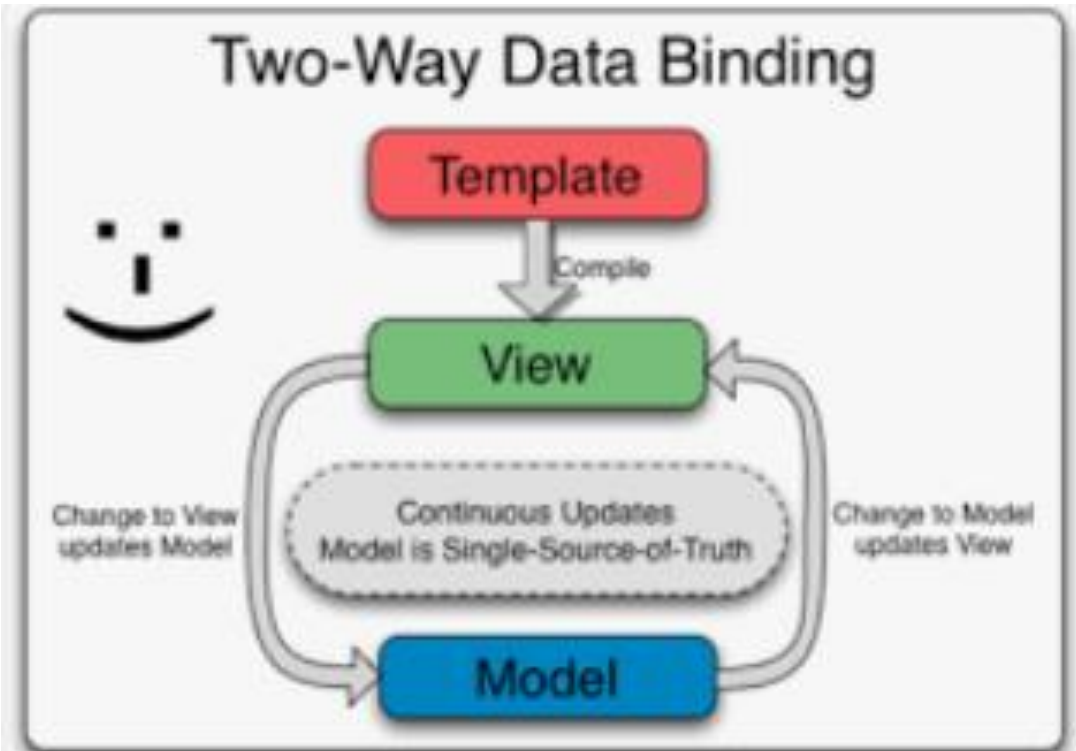 Two-Way Data Binding
Template
Compile
View
Change to View
updates Model
Continuous Updates
Model is Single-Source-of-Truth
Change to Model
updates View
Model